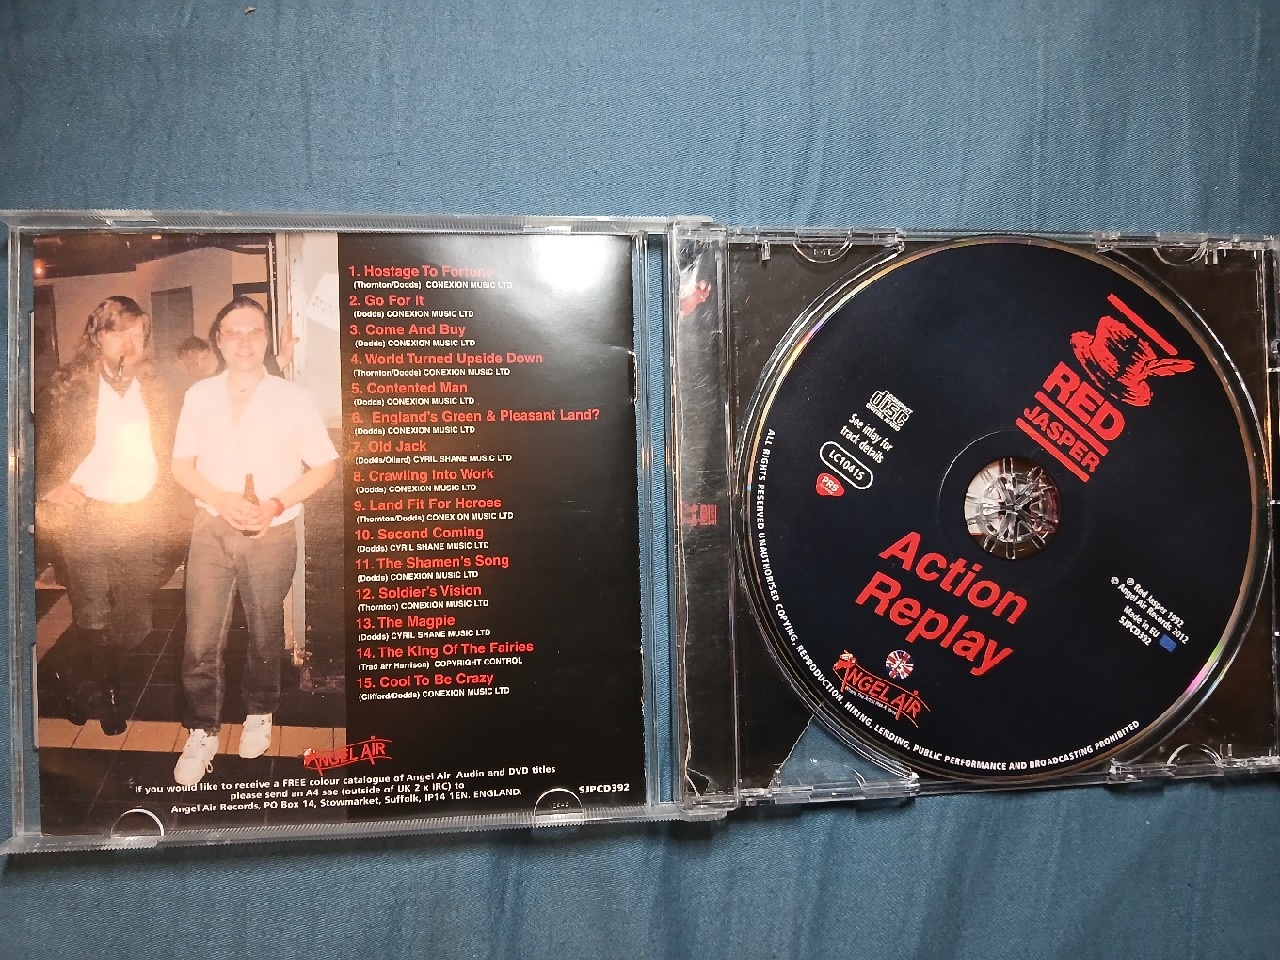 1. Hostage To Fortune
(Thornton/Dodds) CONEXION MUSIC LTD
2. Go For It
(Dodds) CONEXION MUSIC LTD
3. Come And Buy
(Dodds) CONEXION MUSIC LTD
4. World Turned Upside Down
(Thornton/Dodds) CONEXION MUSIC LTD
5. Contented Man
(Dodds) CONEXION MUSIC LTD
6. England's Green & Pleasant Land?
(Dodds) CONEXION MUSIC LTD
7. Old Jack
(Dodds/Ollard) CYRIL SHANE MUSIC LTD
8. Crawling Into Work
(Dodds) CONEXION MUSIC LTD
9. Land Fit For Heroes
(Thornton/Dodds) CONEXION MUSIC LTD
10. Second Coming
(Dodds) CYRIL SHANE MUSIC LTD
11. The Shamen's Song
(Dodds) CONEXION MUSIC LTD
12. Soldier's Vision
(Thornton) CONEXION MUSIC LTD
13. The Magpie
(Dodds) CYRIL SHANE MUSIC LTD
14. The King Of The Fairies
(Trad arr Harrison) COPYRIGHT CONTROL
15. Cool To Be Crazy
(Clifford/Dodds) CONEXION MUSIC LTD
ANGEL AIR
If you would like to receive a FREE colour catalogue of Angel Air Audio and DVD titles
please send an A4 sae (outside of UK 2 x IRC) to
Angel Air Records, PO Box 14, Stowmarket, Suffolk, IP14 1EN. ENGLAND.
SJPCD392
RED
JASPER
COMPACT
disc
DIGITAL AUDIO
See inlay for
track details
LC10415
PRS
Action
Replay
℗ Red Jasper 1992
© Angel Air Records 2012
Made in EU
SJPCD392
ANGEL AIR
ALL RIGHTS RESERVED UNAUTHORISED COPYING, REPRODUCTION, HIRING, LENDING, PUBLIC PERFORMANCE AND BROADCASTING PROHIBITED